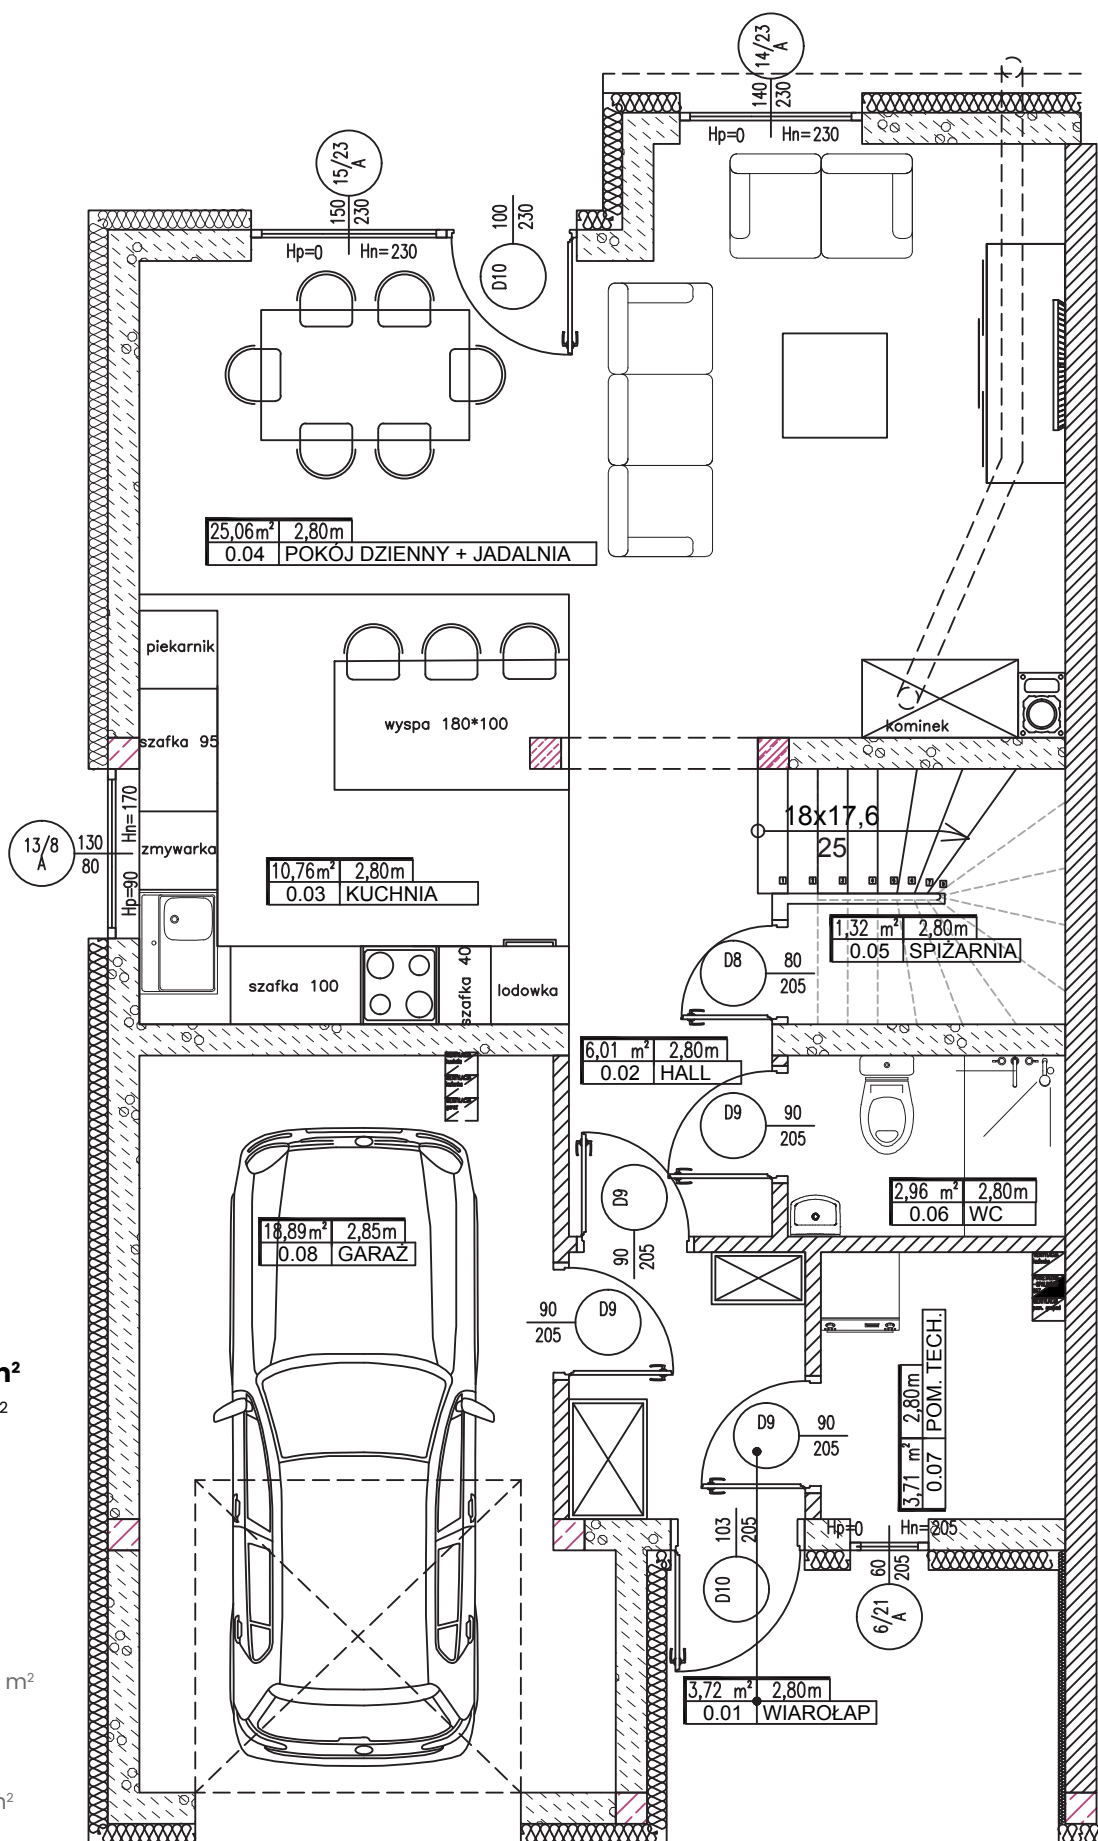 14/23
A
140
230
Hp=0 Hn=230
15/23
A
150
230
Hp=0 Hn=230
100
230
D10
25,06m² 2,80m
0.04 POKÓJ DZIENNY + JADALNIA
piekarnik
szafka 95
wyspa 180*100
kominek
13/8
A
130
80
Hp=90 Hn=170
zmywarka
18x17,6
25
10,76m² 2,80m
0.03 KUCHNIA
1,32 m² 2,80m
0.05 SPIŻARNIA
D8
80
205
szafka 100
szafka 40
lodowka
6,01 m² 2,80m
0.02 HALL
D9
90
205
D9
90
205
2,96 m² 2,80m
0.06 WC
18,89m² 2,85m
0.08 GARAŻ
D9
90
205
3,71 m² 2,80m
0.07 POM. TECH.
D9
90
205
m²
2
103
205
D10
Hp=0 Hn=205
60
205
6/21
A
3,72 m² 2,80m
0.01 WIAROŁAP
m²
m²